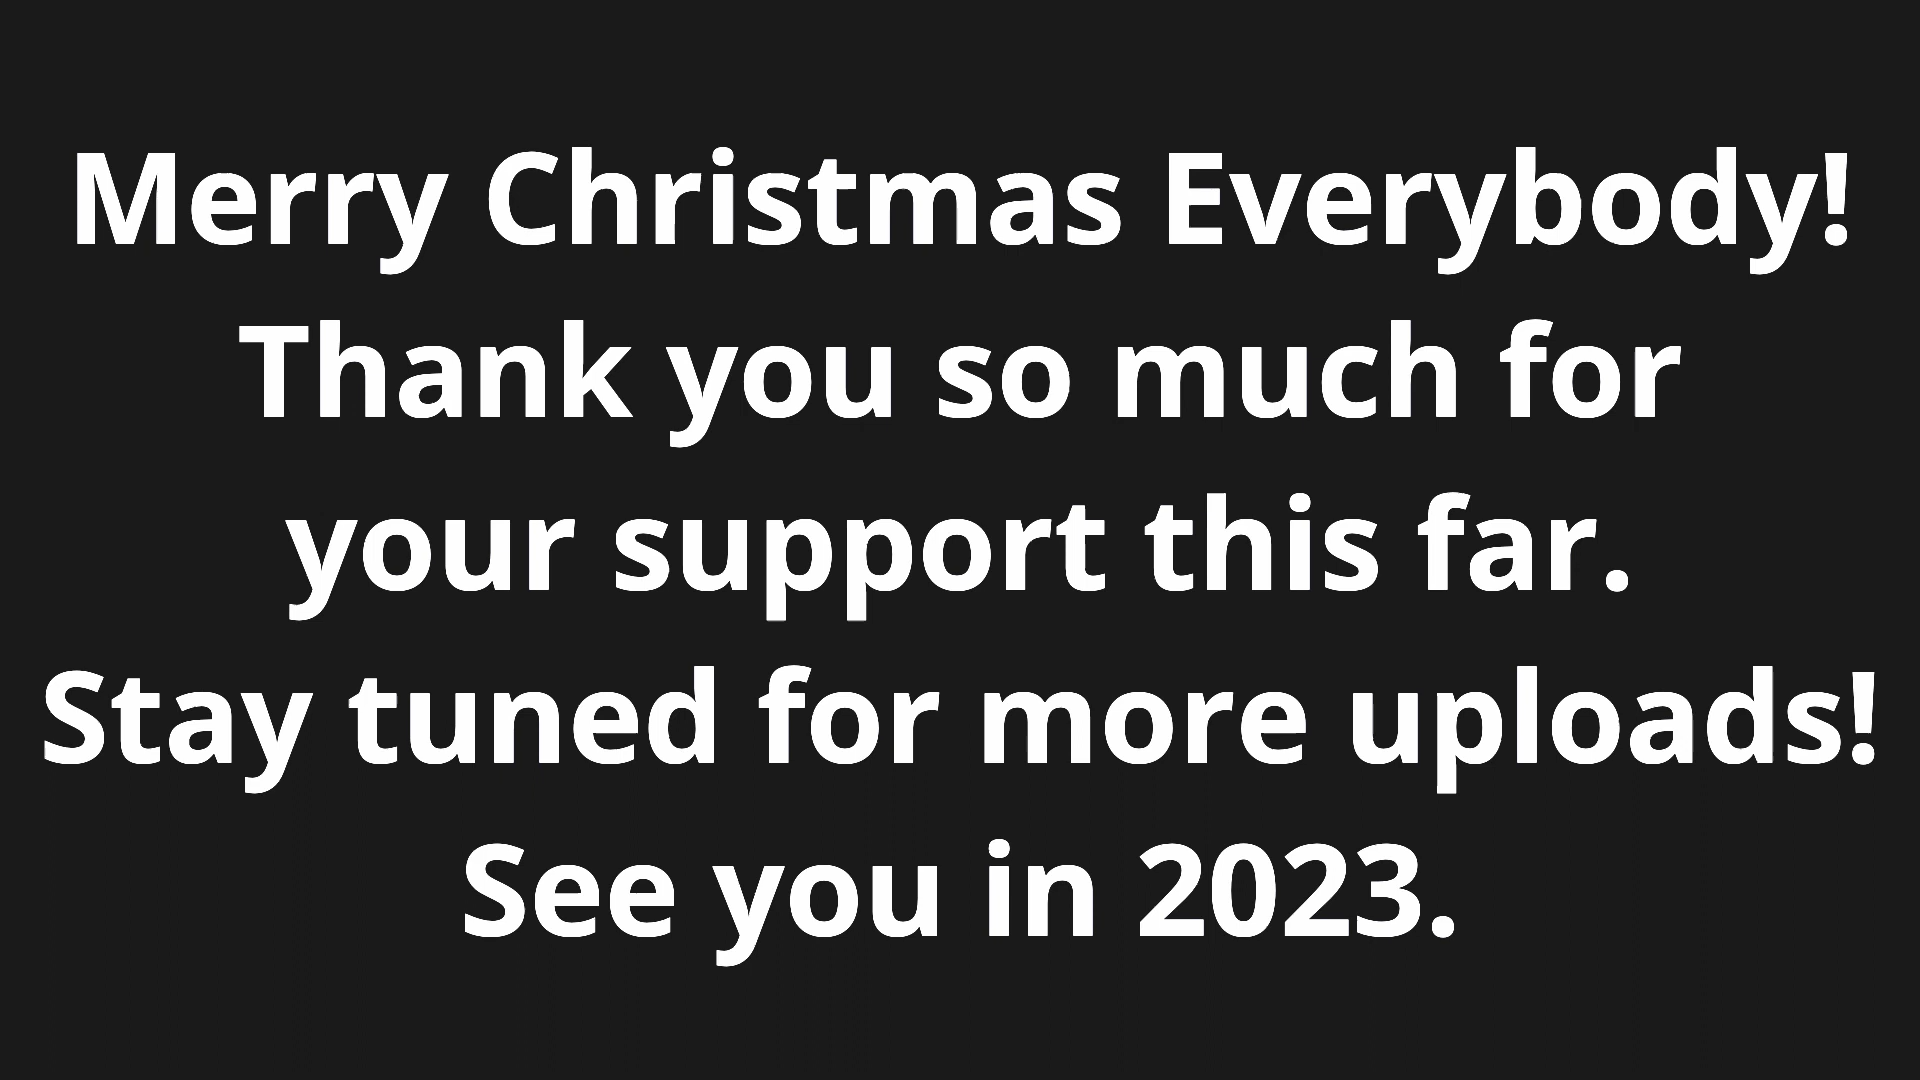 Merry Christmas Everybody!
Thank you so much for
your support this far.
Stay tuned for more uploads!
See you in 2023.